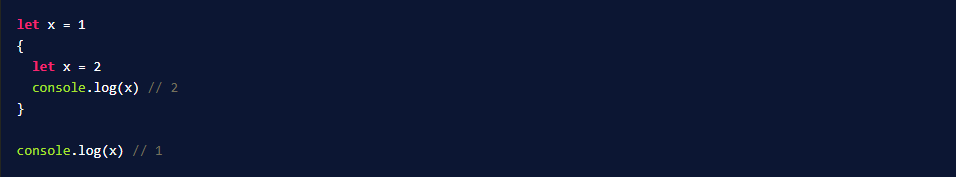 let x = 1
{
  let x = 2
  console.log(x) // 2
}

console.log(x) // 1